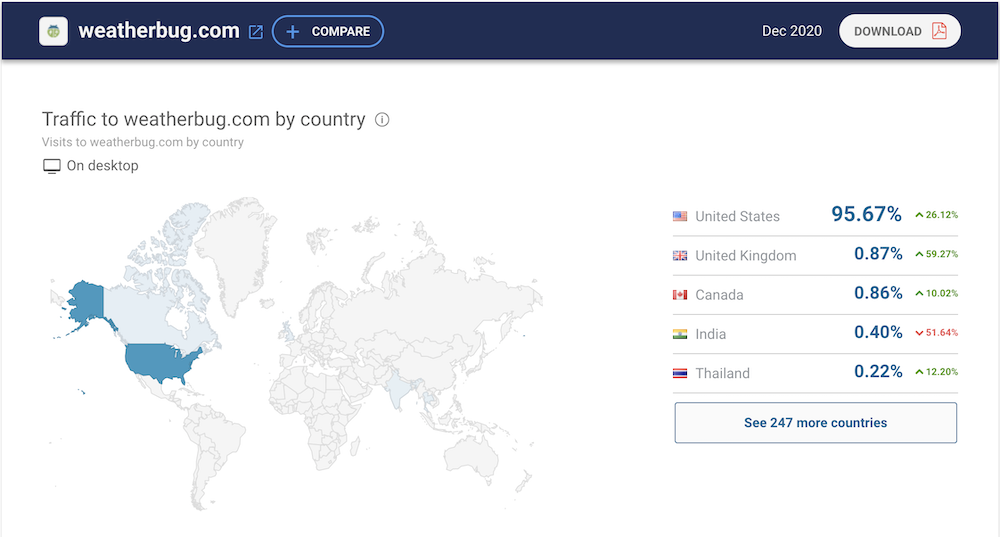 weatherbug.com
COMPARE
Dec 2020
DOWNLOAD
Traffic to weatherbug.com by country
Visits to weatherbug.com by country
On desktop
United States 95.67% 26.12%
United Kingdom 0.87% 59.27%
Canada 0.86% 10.02%
India 0.40% 51.64%
Thailand 0.22% 12.20%
See 247 more countries